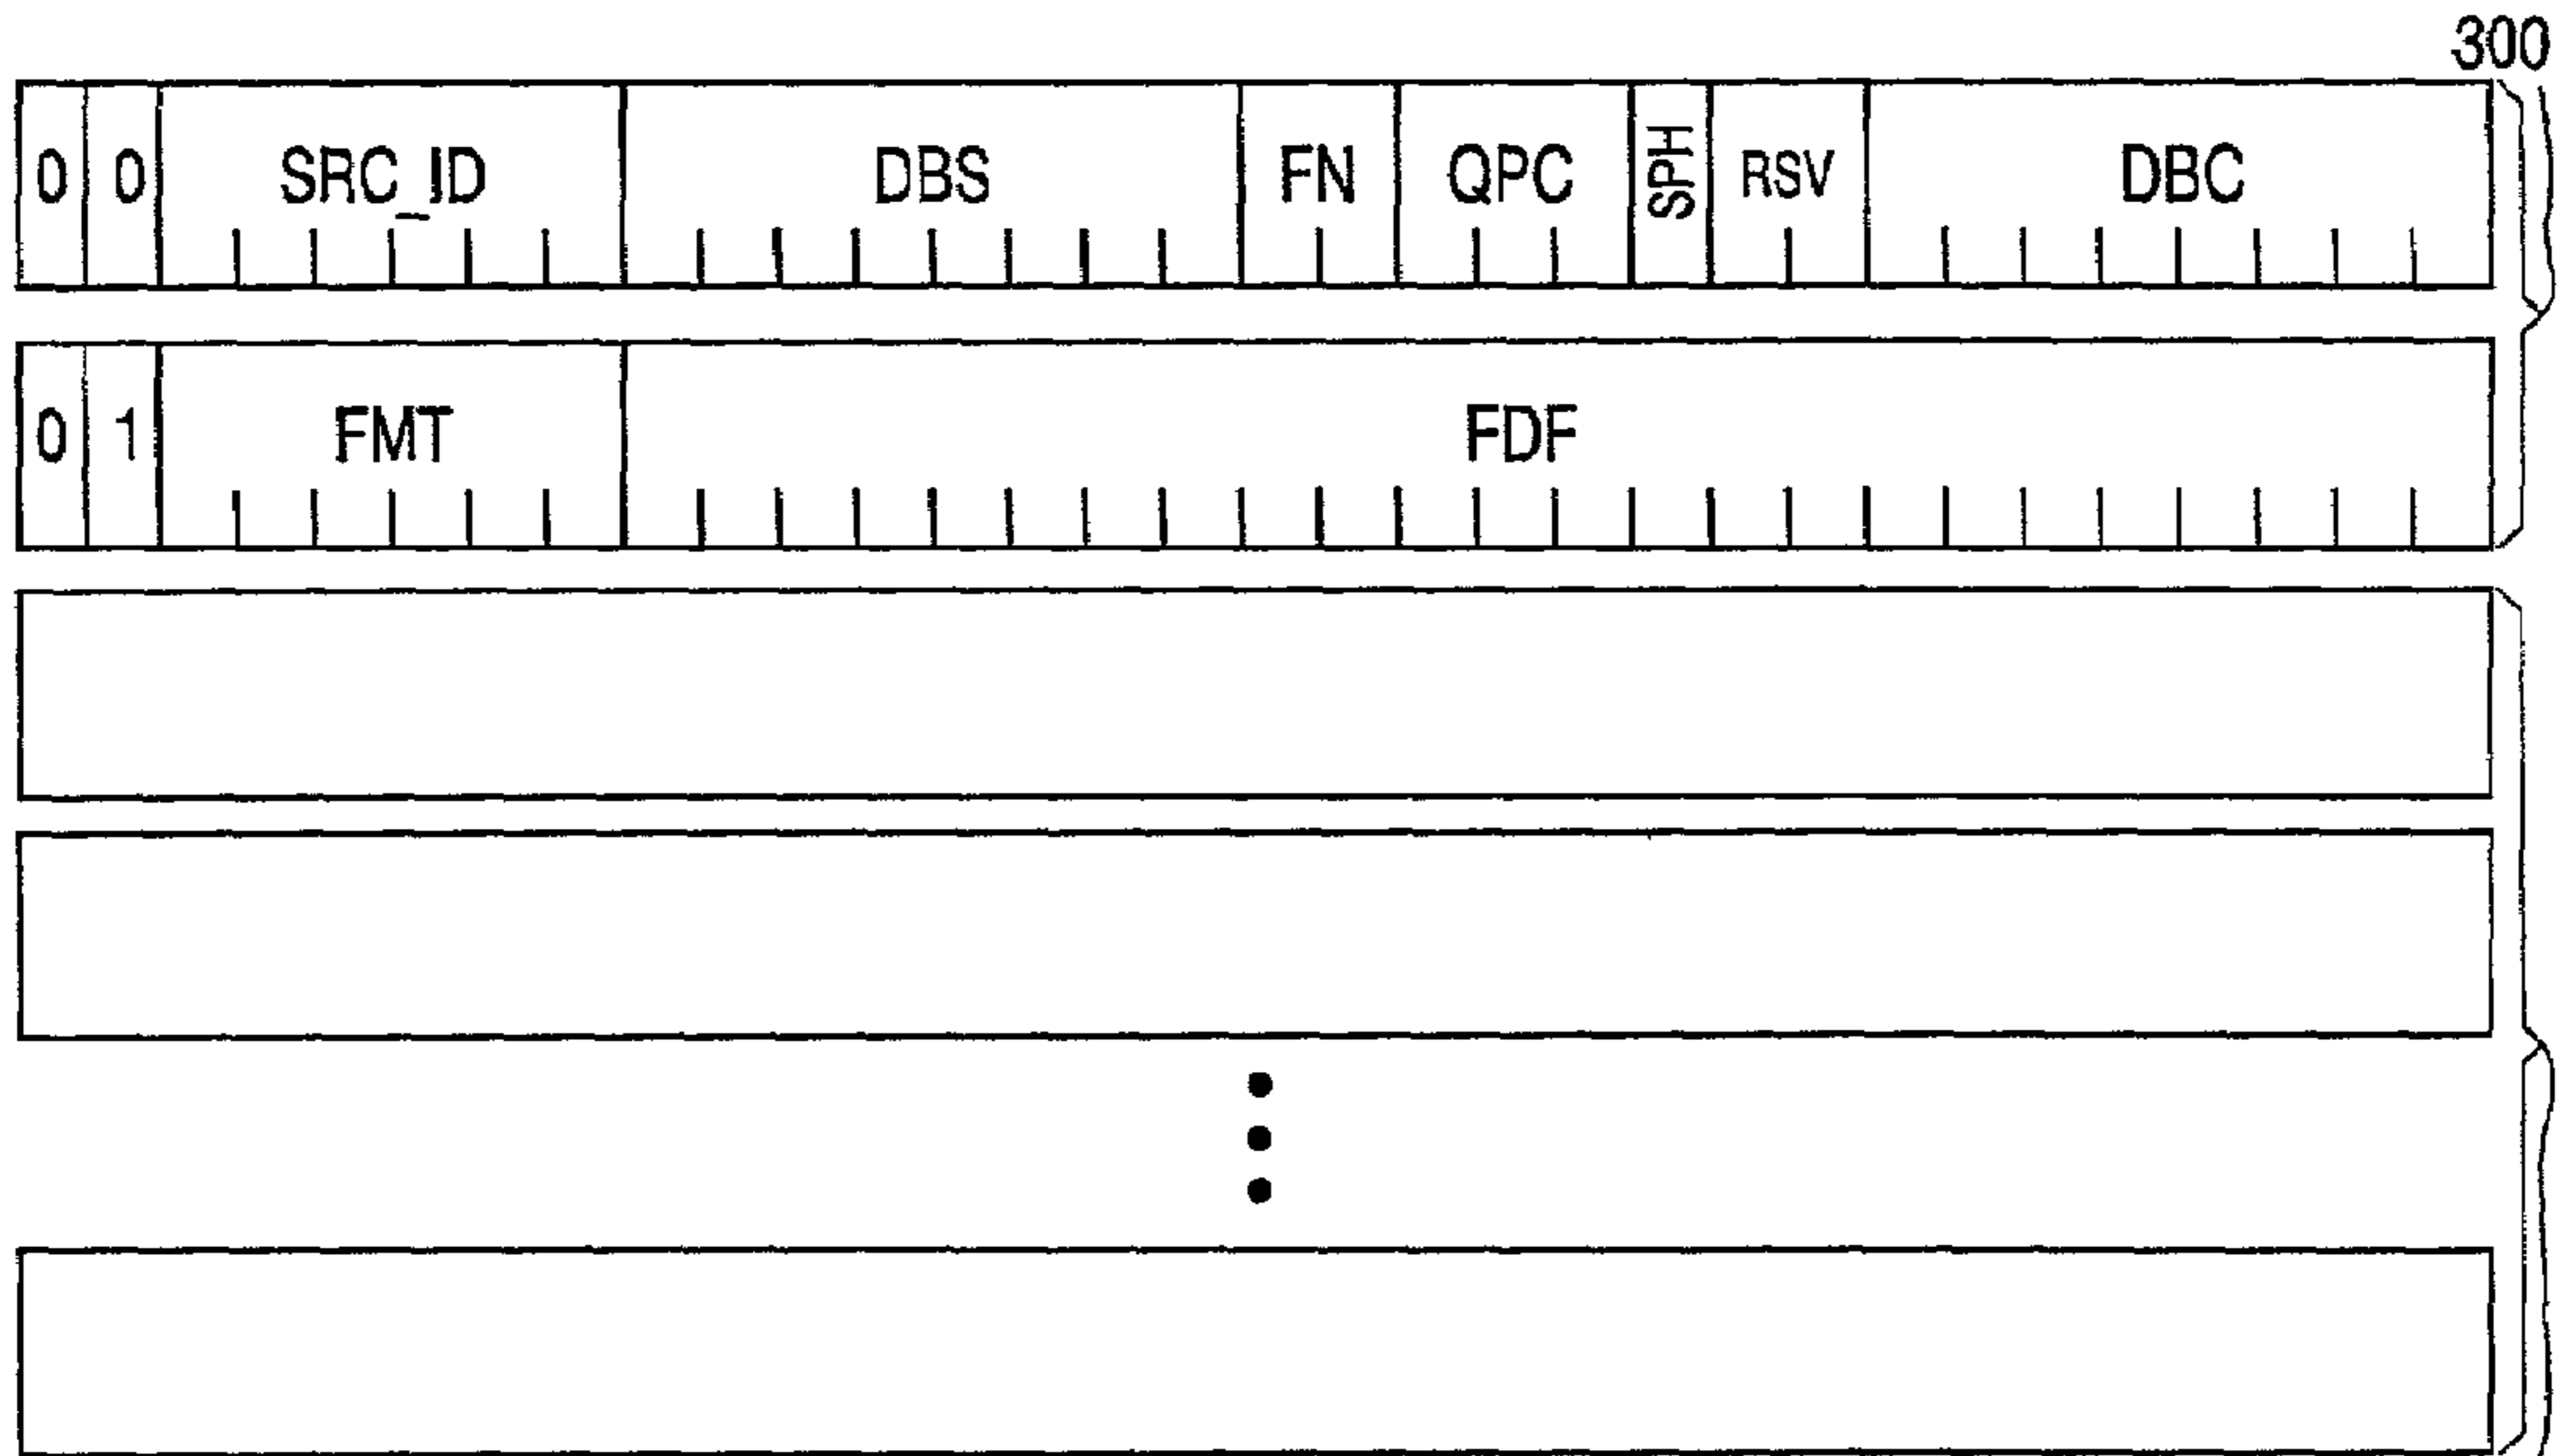 300
0 0 SRC_ID DBS FN QPC SPH RSV DBC
0 1 FMT FDF